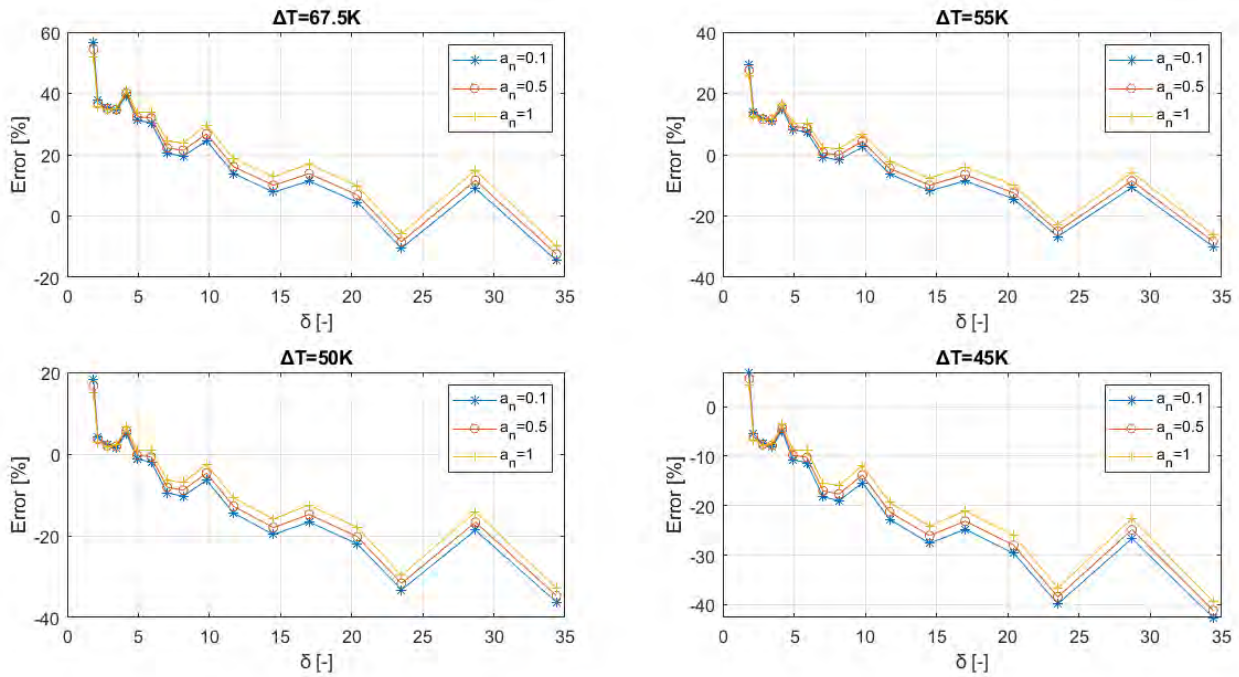 ΔT=67.5K
60
40
20
0
-20
Error [%]
0 5 10 15 20 25 30 35
δ [-]
a_n=0.1
a_n=0.5
a_n=1
ΔT=55K
40
20
0
-20
-40
Error [%]
0 5 10 15 20 25 30 35
δ [-]
a_n=0.1
a_n=0.5
a_n=1
ΔT=50K
20
0
-20
-40
Error [%]
0 5 10 15 20 25 30 35
δ [-]
a_n=0.1
a_n=0.5
a_n=1
ΔT=45K
0
-10
-20
-30
-40
Error [%]
0 5 10 15 20 25 30 35
δ [-]
a_n=0.1
a_n=0.5
a_n=1